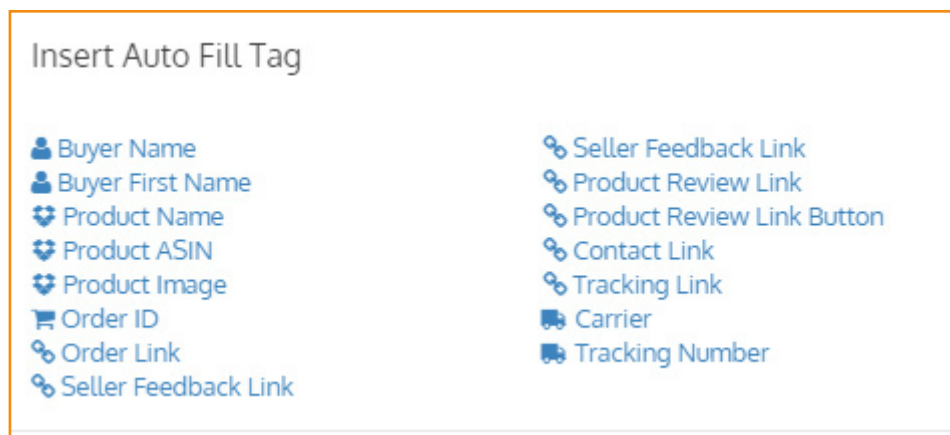 Insert Auto Fill Tag
Buyer Name
Buyer First Name
Product Name
Product ASIN
Product Image
Order ID
Order Link
Seller Feedback Link
Seller Feedback Link
Product Review Link
Product Review Link Button
Contact Link
Tracking Link
Carrier
Tracking Number